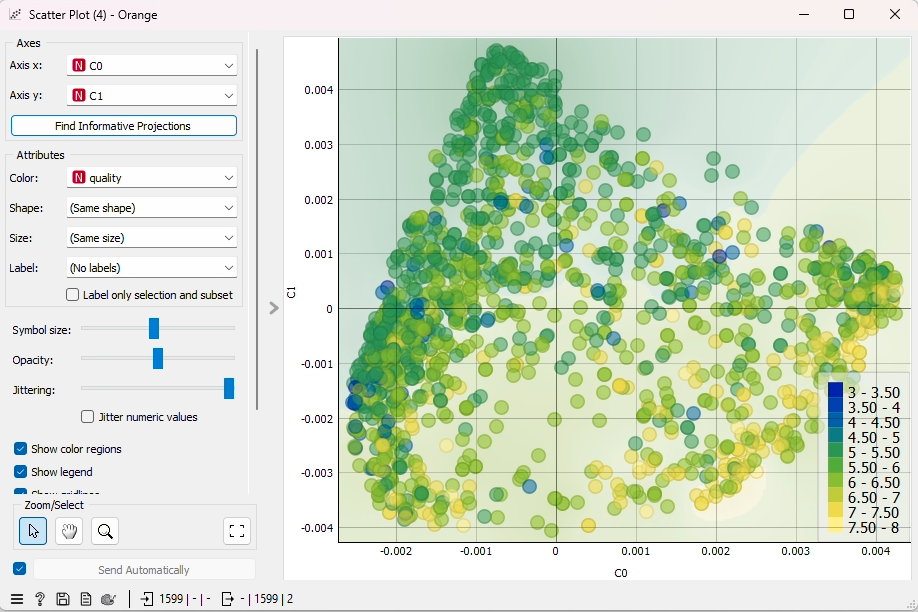 Scatter Plot (4) - Orange
Axes
Axis x: N C0
Axis y: N C1
Find Informative Projections
Attributes
Color: N quality
Shape: (Same shape)
Size: (Same size)
Label: (No labels)
Label only selection and subset
Symbol size:
Opacity:
Jittering:
Jitter numeric values
Show color regions
Show legend
Show gridlines
Zoom/Select
Send Automatically
? 1599 | - | - - | 1599 | 2
C1
0.004
0.003
0.002
0.001
0
-0.001
-0.002
-0.003
-0.004
3 - 3.50
3.50 - 4
4 - 4.50
4.50 - 5
5 - 5.50
5.50 - 6
6 - 6.50
6.50 - 7
7 - 7.50
7.50 - 8
-0.002 -0.001 0 0.001 0.002 0.003 0.004
C0